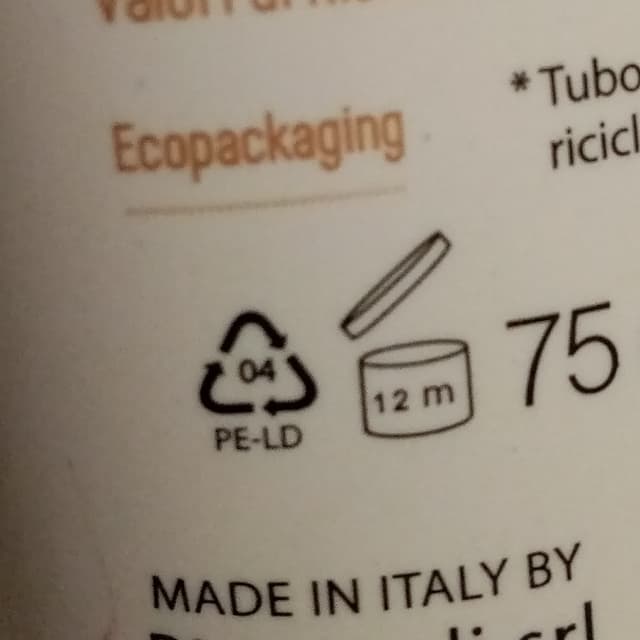 Ecopackaging
* Tubo
ricicl
04
PE-LD
12 m
75
MADE IN ITALY BY